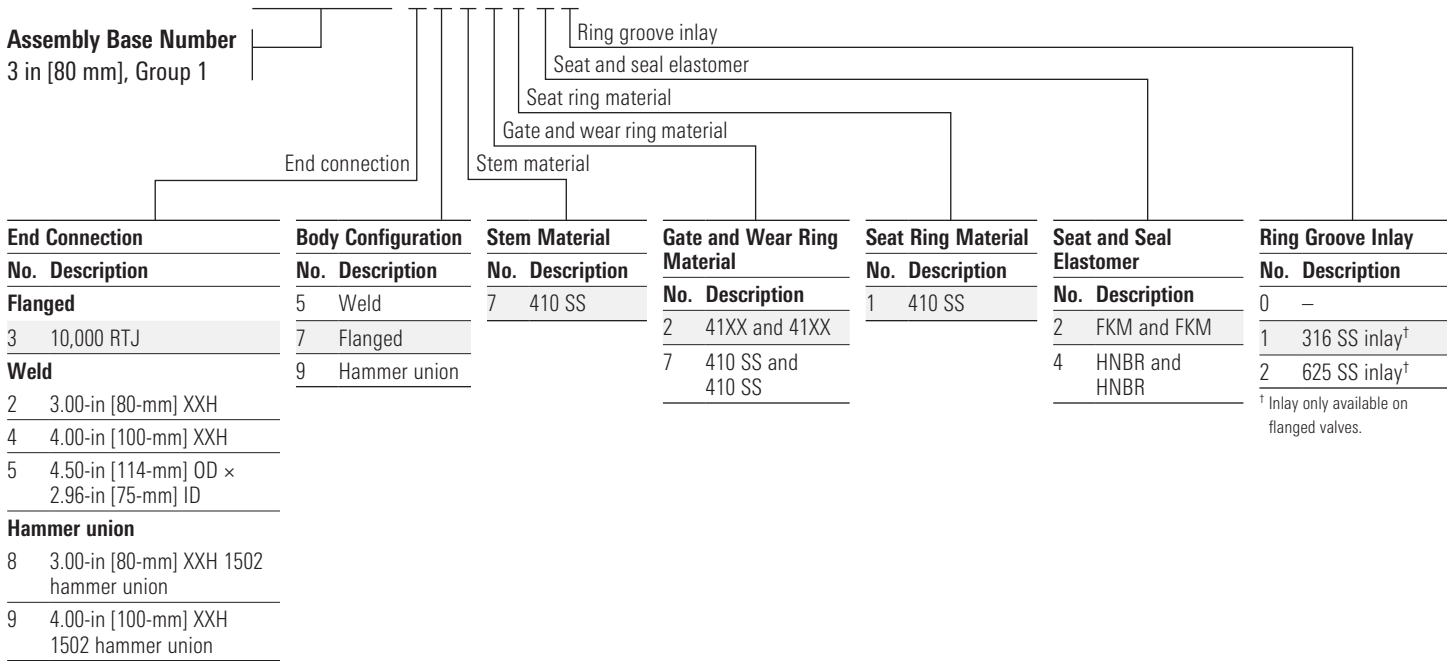 Assembly Base Number
3 in [80 mm], Group 1
Ring groove inlay
Seat and seal elastomer
Seat ring material
Gate and wear ring material
End connection
Stem material
End Connection
No. Description
Flanged
3 10,000 RTJ
Weld
2 3.00-in [80-mm] XXH
4 4.00-in [100-mm] XXH
5 4.50-in [114-mm] OD ×
2.96-in [75-mm] ID
Hammer union
8 3.00-in [80-mm] XXH 1502
hammer union
9 4.00-in [100-mm] XXH
1502 hammer union
Body Configuration
No. Description
5 Weld
7 Flanged
9 Hammer union
Stem Material
No. Description
7 410 SS
Gate and Wear Ring
Material
No. Description
2 41XX and 41XX
7 410 SS and
410 SS
Seat Ring Material
No. Description
1 410 SS
Seat and Seal
Elastomer
No. Description
2 FKM and FKM
4 HNBR and
HNBR
Ring Groove Inlay
No. Description
0 –
1 316 SS inlay†
2 625 SS inlay†
† Inlay only available on
flanged valves.